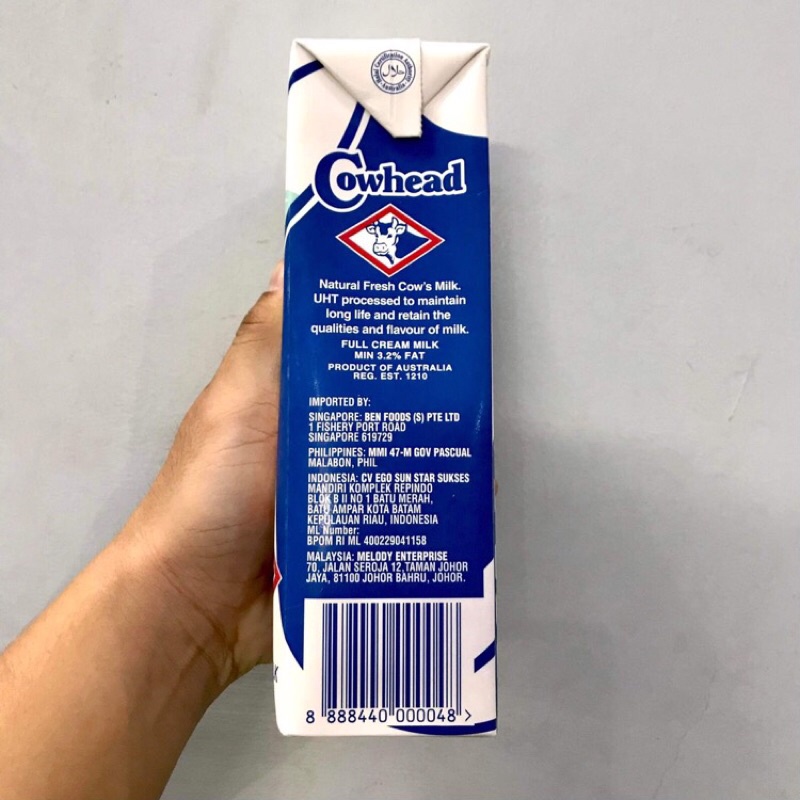 Halal Certification Authority
Australia
حلال
Cowhead
Natural Fresh Cow's Milk.
UHT processed to maintain
long life and retain the
qualities and flavour of milk.
FULL CREAM MILK
MIN 3.2% FAT
PRODUCT OF AUSTRALIA
REG. EST. 1210
IMPORTED BY:
SINGAPORE: BEN FOODS (S) PTE LTD
1 FISHERY PORT ROAD
SINGAPORE 619729
PHILIPPINES: MMI 47-M GOV PASCUAL
MALABON, PHIL
INDONESIA: CV EGO SUN STAR SUKSES
MANDIRI KOMPLEK REPINDO
BLOK B II NO 1 BATU MERAH,
BATU AMPAR KOTA BATAM
KEPULAUAN RIAU, INDONESIA
ML Number:
BPOM RI ML 400229041158
MALAYSIA: MELODY ENTERPRISE
70, JALAN SEROJA 12, TAMAN JOHOR
JAYA, 81100 JOHOR BAHRU, JOHOR.
8 888440 000048 >